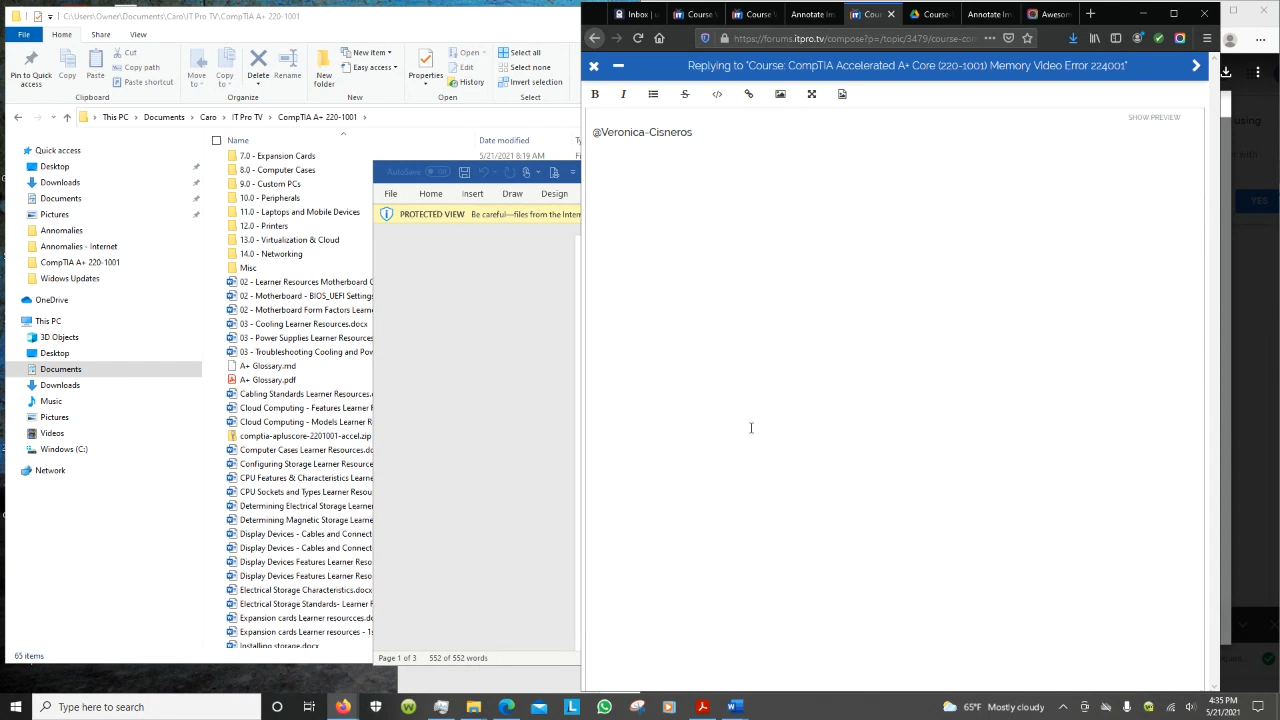 C:\Users\Owner\Documents\Caro\IT Pro TV\CompTIA A+ 220-1001
File
Home
Share
View
Pin to Quick access
Copy
Paste
Cut
Copy path
Paste shortcut
Clipboard
Move to
Copy to
Delete
Rename
Organize
New folder
New item
Easy access
New
Properties
Open
Edit
History
Open
Select all
Select none
Invert selection
Select
This PC
Documents
Caro
IT Pro TV
CompTIA A+ 220-1001
Quick access
Desktop
Downloads
Documents
Pictures
Annomalies
Annomalies - Internet
CompTIA A+ 220-1001
Widows Updates
OneDrive
This PC
3D Objects
Desktop
Documents
Downloads
Music
Pictures
Videos
Windows (C:)
Network
65 items
Name
Date modified
5/21/2021 8:19 AM
7.0 - Expansion Cards
8.0 - Computer Cases
9.0 - Custom PCs
10.0 - Peripherals
11.0 - Laptops and Mobile Devices
12.0 - Printers
13.0 - Virtualization & Cloud
14.0 - Networking
Misc
02 - Learner Resources Motherboard C
02 - Motherboard - BIOS_UEFI Settings
02 - Motherboard Form Factors Learne
03 - Cooling Learner Resources.docx
03 - Power Supplies Learner Resources
03 - Troubleshooting Cooling and Pow
A+ Glossary.md
A+ Glossary.pdf
Cabling Standards Learner Resources.
Cloud Computing - Features Learner R
Cloud Computing - Models Learner R
comptia-apluscore-2201001-accel.zip
Computer Cases Learner Resources.do
Configuring Storage Learner Resource
CPU Features & Characteristics Learne
CPU Sockets and Types Learner Resou
Determining Electrical Storage Learner
Determining Magnetic Storage Learne
Display Devices - Cables and Connect
Display Devices - Cables and Connect
Display Devices Features Learner Reso
Display Devices Features Learner Reso
Electrical Storage Characteristics.docx
Electrical Storage Standards- Learner R
Expansion cards Learner resourcces.do
Expansion cards Learner resources - 1s
Installing storage.docx
AutoSave
Off
File
Home
Insert
Draw
Design
PROTECTED VIEW
Be careful—files from the Inter
Page 1 of 3
552 of 552 words
Inbox | u
Course V
Course W
Annotate Im
Cour
Course-
Annotate Im
Awesom
https://forums.itpro.tv/compose?p=/topic/3479/course-com
Replying to "Course: CompTIA Accelerated A+ Core (220-1001) Memory Video Error 224001"
B
I
SHOW PREVIEW
@Veronica-Cisneros
using
with
YES
Type here to search
65°F Mostly cloudy
4:35 PM
5/21/2021